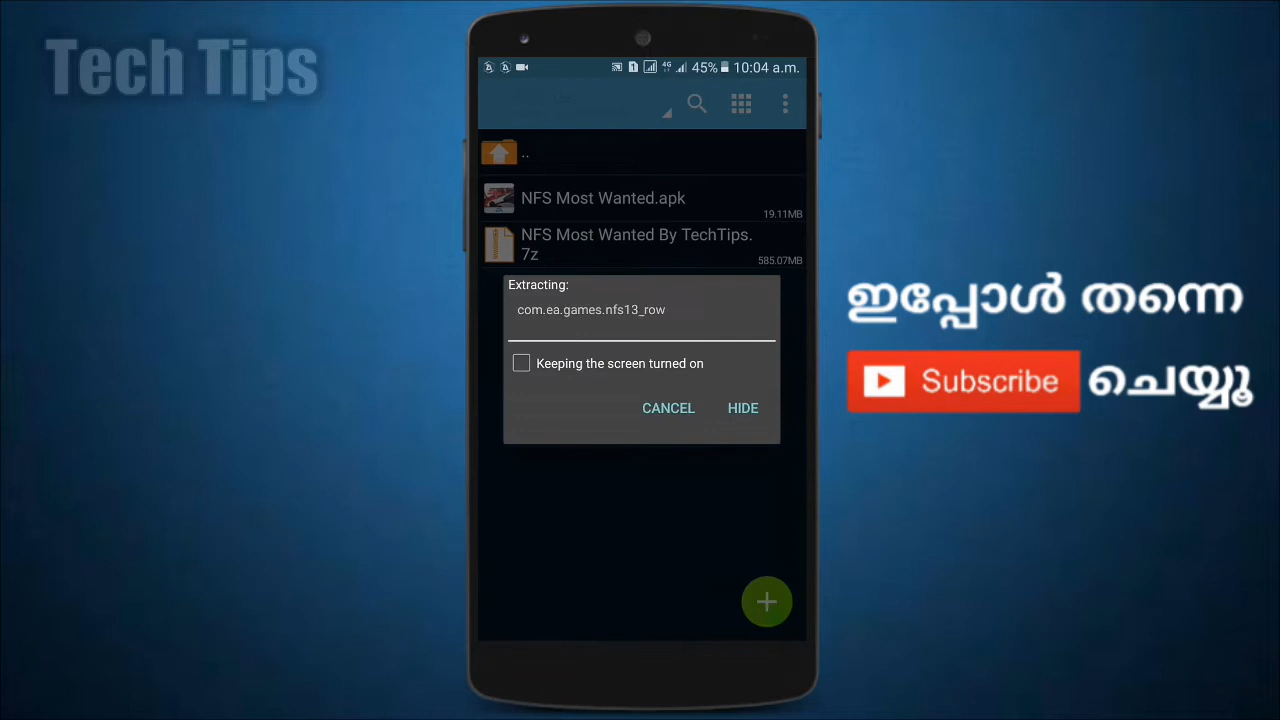 Tech Tips
45% 10:04 a.m.
..
NFS Most Wanted.apk
19.11MB
NFS Most Wanted By TechTips.
7z
585.07MB
Extracting:
com.ea.games.nfs13_row
Keeping the screen turned on
CANCEL HIDE
ഇപ്പോൾ തന്നെ
Subscribe ചെയ്യൂ